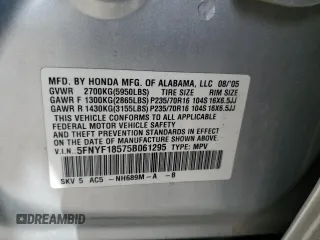 MFD. BY HONDA MFG. OF ALABAMA, LLC 08/'05
GVWR 2700KG(5950LBS) TIRE SIZE RIM SIZE
GAWR F 1300KG(2865LBS) P235/70R16 104S 16X6.5JJ
GAWR R 1430KG(3155LBS) P235/70R16 104S 16X6.5JJ
THIS VEHICLE CONFORMS TO ALL APPLICABLE
FEDERAL MOTOR VEHICLE SAFETY AND THEFT
PREVENTION STANDARDS IN EFFECT ON THE DATE OF
MANUFACTURE SHOWN ABOVE.
V.I.N. 5FNYF18575B061295 TYPE: MPV
SKV 5 AC5 -NH689M-A -B